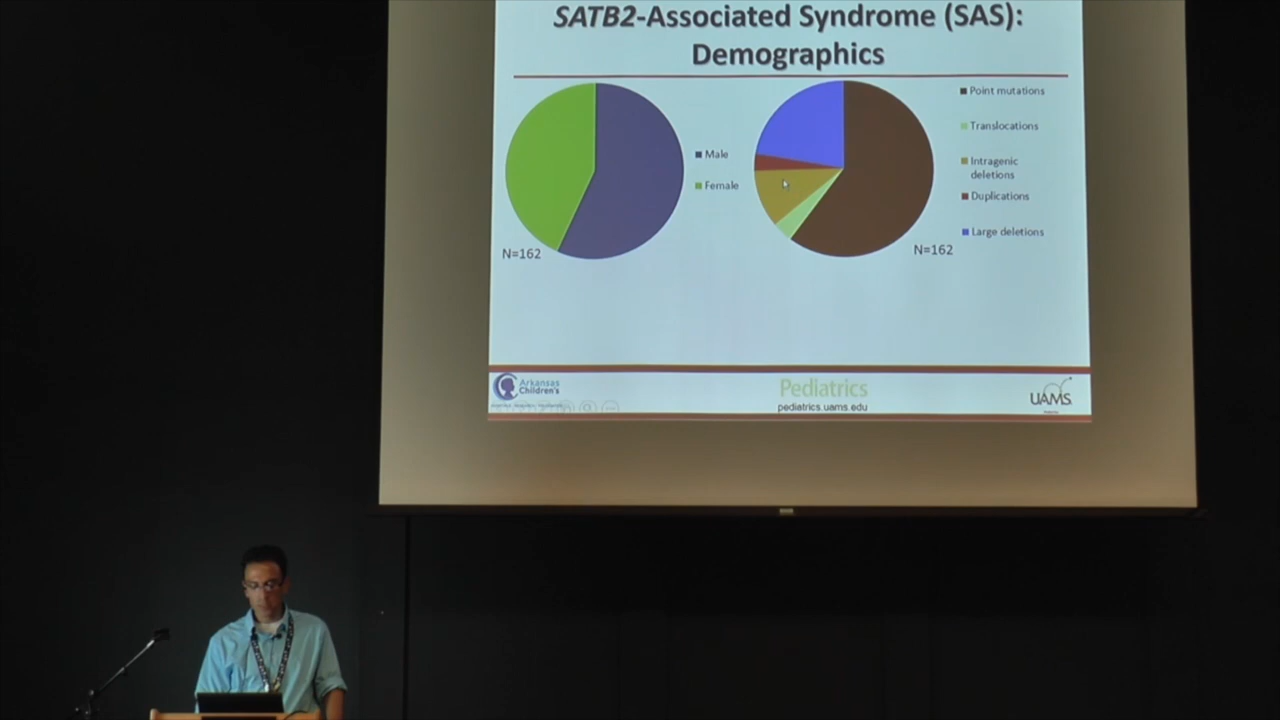 SATB2-Associated Syndrome (SAS):
Demographics
Male
Female
N=162
Point mutations
Translocations
Intragenic
deletions
Duplications
Large deletions
N=162
Arkansas
Children's
Pediatrics
pediatrics.uams.edu
UAMS